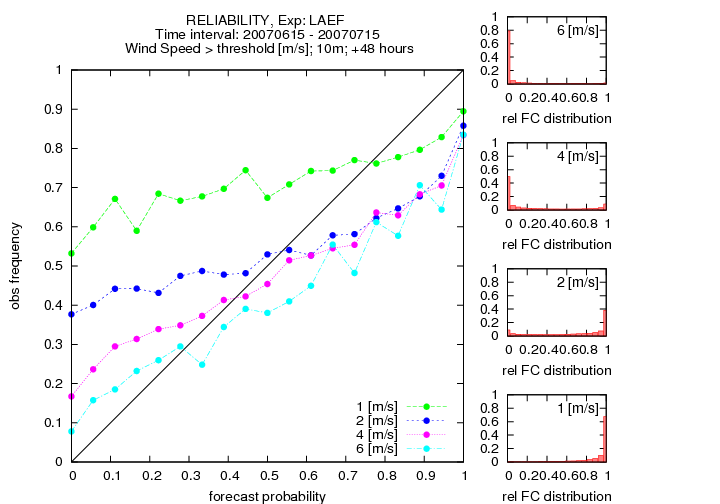 RELIABILITY, Exp: LAEF
Time interval: 20070615 - 20070715
Wind Speed > threshold [m/s]; 10m; +48 hours
1
0.9
0.8
0.7
0.6
0.5
0.4
0.3
0.2
0.1
0
obs frequency
0 0.1 0.2 0.3 0.4 0.5 0.6 0.7 0.8 0.9 1
forecast probability
1 [m/s]
2 [m/s]
4 [m/s]
6 [m/s]
6 [m/s]
1
0.8
0.6
0.4
0.2
0
0 0.20.40.60.8 1
rel FC distribution
4 [m/s]
1
0.8
0.6
0.4
0.2
0
0 0.20.40.60.8 1
rel FC distribution
2 [m/s]
1
0.8
0.6
0.4
0.2
0
0 0.20.40.60.8 1
rel FC distribution
1 [m/s]
1
0.8
0.6
0.4
0.2
0
0 0.20.40.60.8 1
rel FC distribution